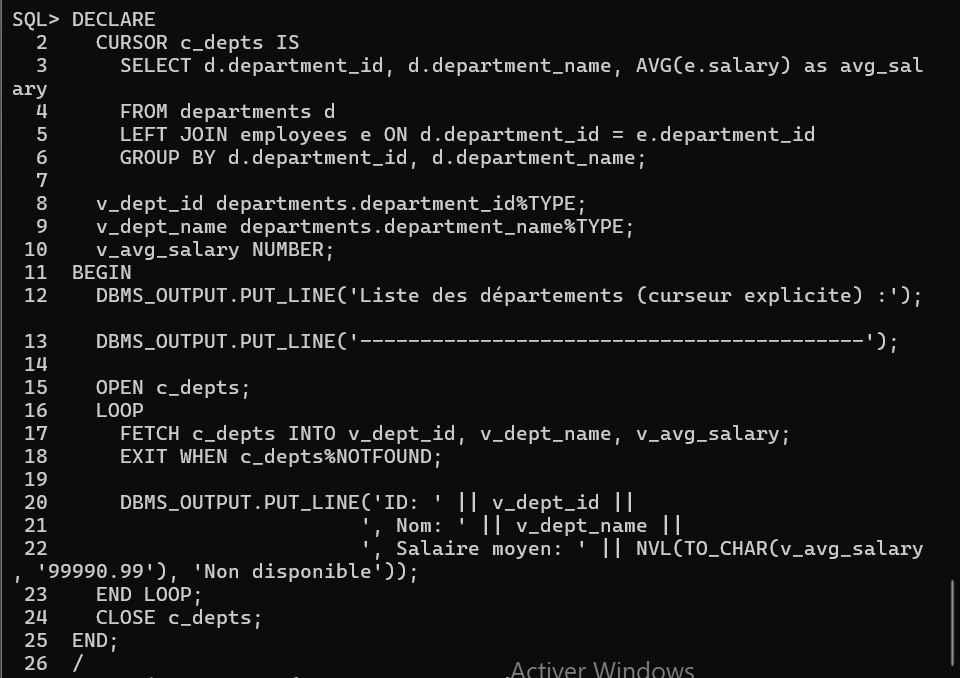 SQL> DECLARE
  2    CURSOR c_depts IS
  3      SELECT d.department_id, d.department_name, AVG(e.salary) as avg_sal
ary
  4      FROM departments d
  5      LEFT JOIN employees e ON d.department_id = e.department_id
  6      GROUP BY d.department_id, d.department_name;
  7
  8    v_dept_id departments.department_id%TYPE;
  9    v_dept_name departments.department_name%TYPE;
 10    v_avg_salary NUMBER;
 11  BEGIN
 12    DBMS_OUTPUT.PUT_LINE('Liste des départements (curseur explicite) :');
 13    DBMS_OUTPUT.PUT_LINE('------------------------------------------');
 14
 15    OPEN c_depts;
 16    LOOP
 17      FETCH c_depts INTO v_dept_id, v_dept_name, v_avg_salary;
 18      EXIT WHEN c_depts%NOTFOUND;
 19
 20      DBMS_OUTPUT.PUT_LINE('ID: ' || v_dept_id ||
 21                          ', Nom: ' || v_dept_name ||
 22                          ', Salaire moyen: ' || NVL(TO_CHAR(v_avg_salary
, '99990.99'), 'Non disponible'));
 23    END LOOP;
 24    CLOSE c_depts;
 25  END;
 26  /
Activer Windows